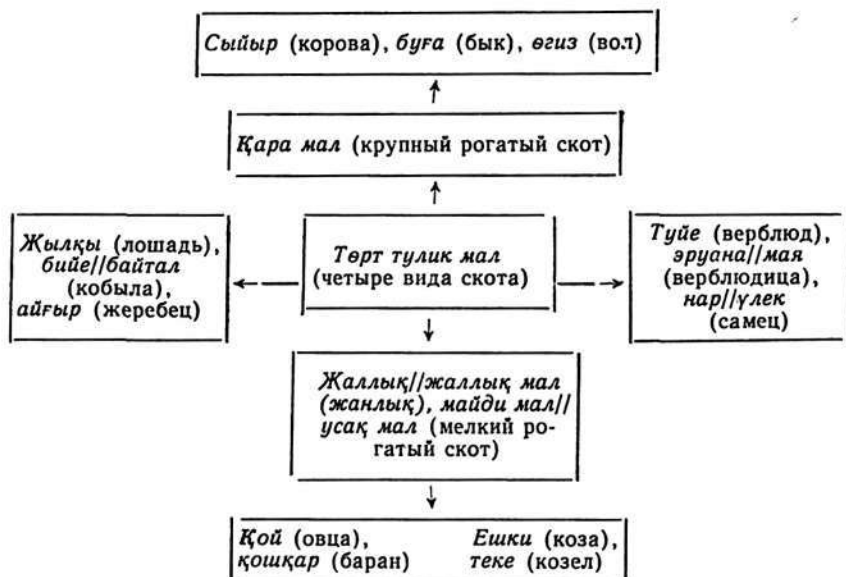 Сыйыр (корова), буға (бык), өгиз (вол)
Қара мал (крупный рогатый скот)
Жылқы (лошадь),
бийе//байтал
(кобыла),
айғыр (жеребец)
Төрт тулик мал
(четыре вида скота)
Туйе (верблюд),
эруана//мая
(верблюдица),
нар//үлек
(самец)
Жаллық//жаллық мал
(жанлық), майди мал//
усақ мал (мелкий ро-
гатый скот)
Қой (овца),
қошқар (баран)
Ешки (коза),
теке (козел)